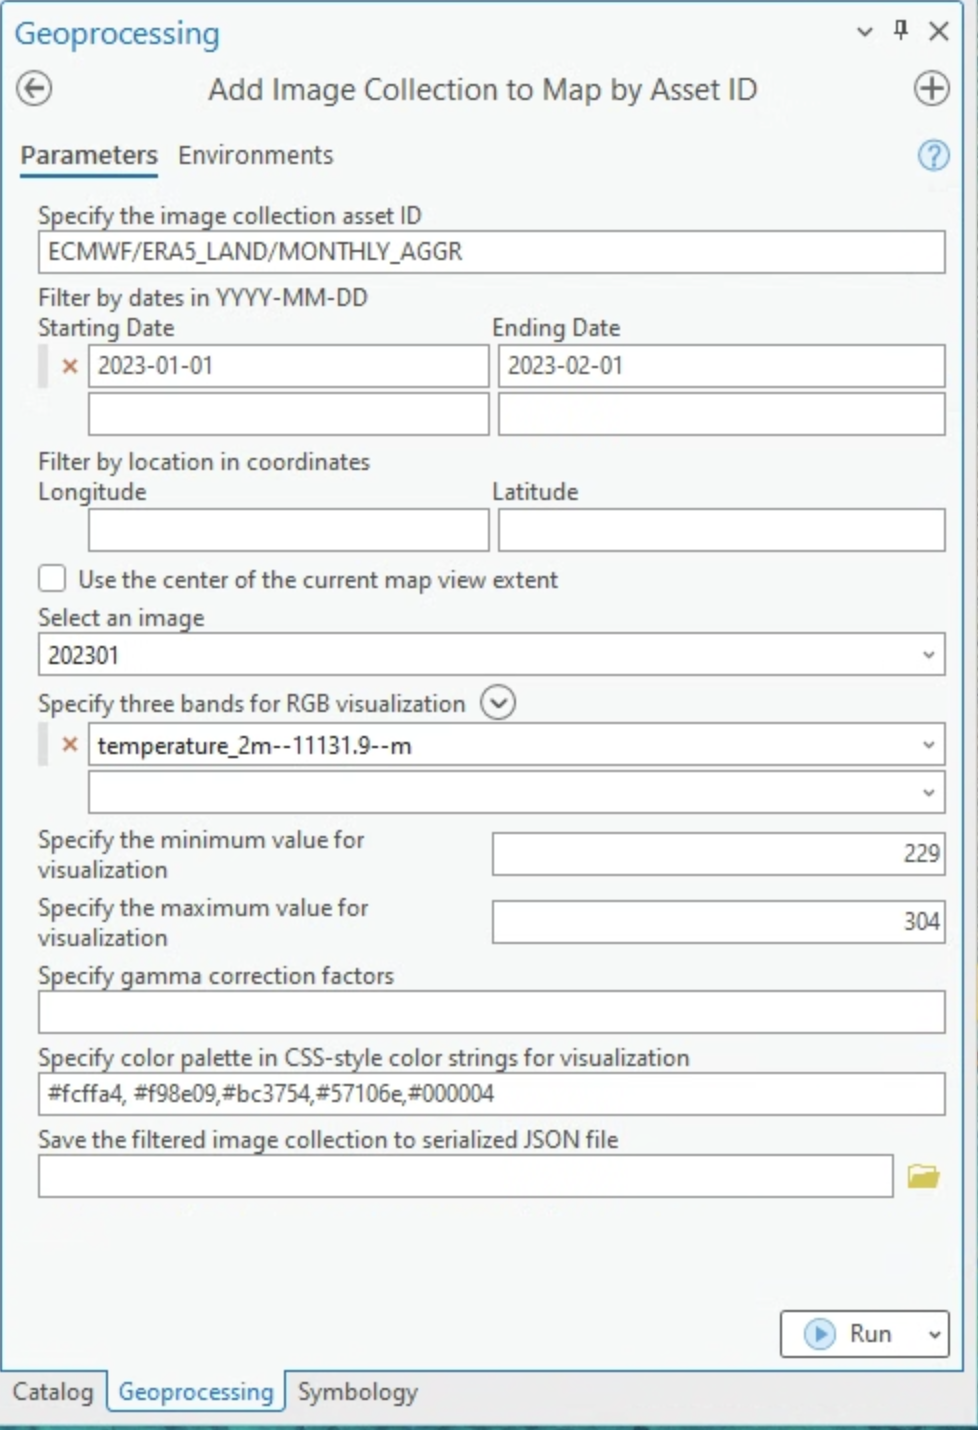 Geoprocessing
Add Image Collection to Map by Asset ID
Parameters Environments
Specify the image collection asset ID
ECMWF/ERA5_LAND/MONTHLY_AGGR
Filter by dates in YYYY-MM-DD
Starting Date Ending Date
2023-01-01 2023-02-01
Filter by location in coordinates
Longitude Latitude
Use the center of the current map view extent
Select an image
202301
Specify three bands for RGB visualization
temperature_2m--11131.9--m
Specify the minimum value for
visualization
229
Specify the maximum value for
visualization
304
Specify gamma correction factors
Specify color palette in CSS-style color strings for visualization
#fcffa4, #f98e09,#bc3754,#57106e,#000004
Save the filtered image collection to serialized JSON file
Run
Catalog Geoprocessing Symbology